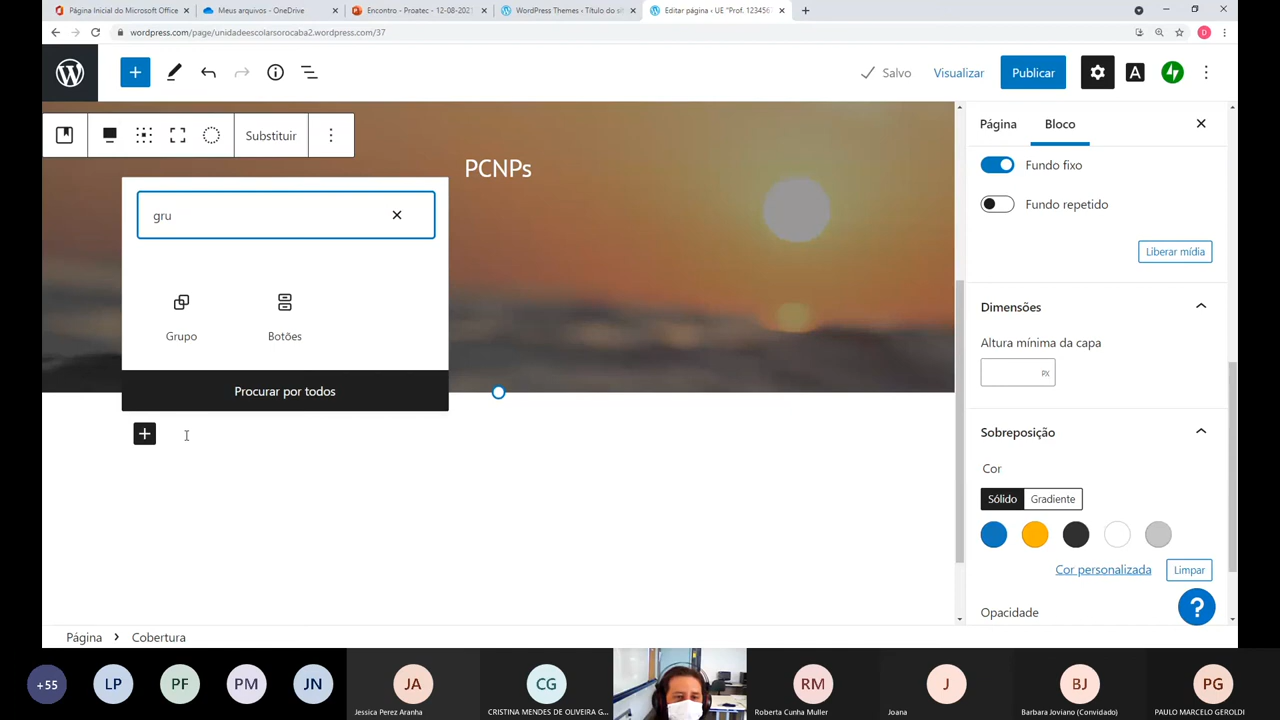 Página Inicial do Microsoft Office
Meus arquivos - OneDrive
Encontro - Proatec - 12-08-2021
WordPress Themes ‹ Título do sit
Editar página ‹ UE "Prof. 123456
wordpress.com/page/unidadeescolarsorocaba2.wordpress.com/37
D
Salvo
Visualizar
Publicar
A
Substituir
Página
Bloco
PCNPs
Fundo fixo
gru
Fundo repetido
Liberar mídia
Dimensões
Grupo
Botões
Altura mínima da capa
PX
Procurar por todos
Sobreposição
Cor
Sólido
Gradiente
Cor personalizada
Limpar
Opacidade
?
Página
Cobertura
+55
LP
PF
PM
JN
JA
CG
RM
J
BJ
PG
Jessica Perez Aranha
CRISTINA MENDES DE OLIVEIRA G...
Roberta Cunha Muller
Joana
Barbara Joviano (Convidado)
PAULO MARCELO GEROLDI